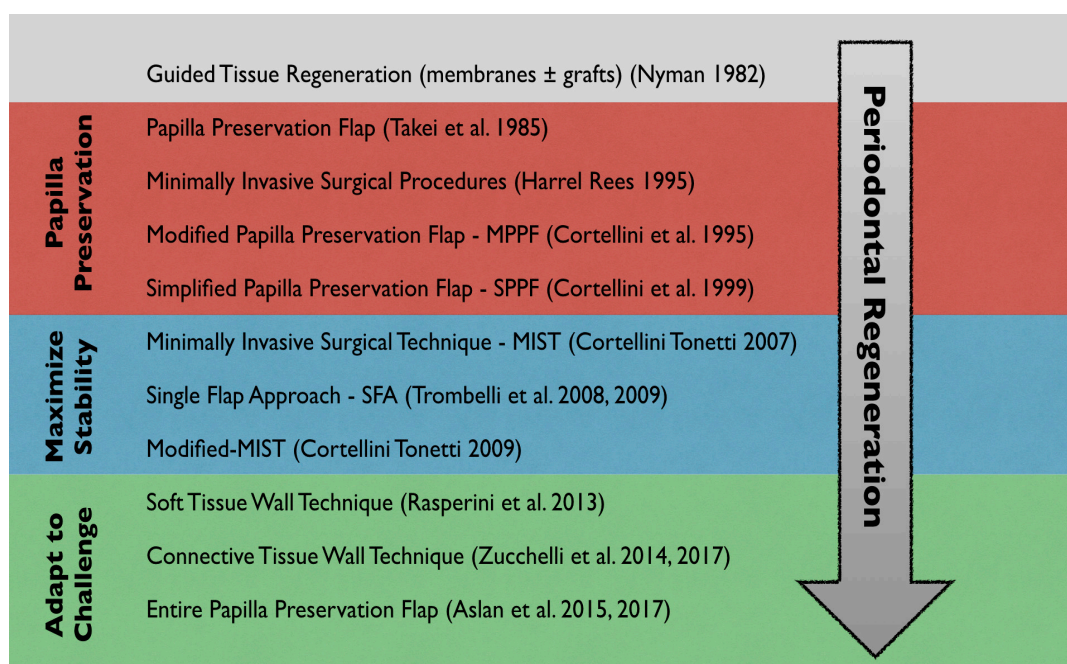 Guided Tissue Regeneration (membranes ± grafts) (Nyman 1982)
Papilla
Preservation
Papilla Preservation Flap (Takei et al. 1985)
Minimally Invasive Surgical Procedures (Harrel Rees 1995)
Modified Papilla Preservation Flap - MPPF (Cortellini et al. 1995)
Simplified Papilla Preservation Flap - SPPF (Cortellini et al. 1999)
Maximize
Stability
Minimally Invasive Surgical Technique - MIST (Cortellini Tonetti 2007)
Single Flap Approach - SFA (Trombelli et al. 2008, 2009)
Modified-MIST (Cortellini Tonetti 2009)
Adapt to
Challenge
Soft Tissue Wall Technique (Rasperini et al. 2013)
Connective Tissue Wall Technique (Zucchelli et al. 2014, 2017)
Entire Papilla Preservation Flap (Aslan et al. 2015, 2017)
Periodontal Regeneration